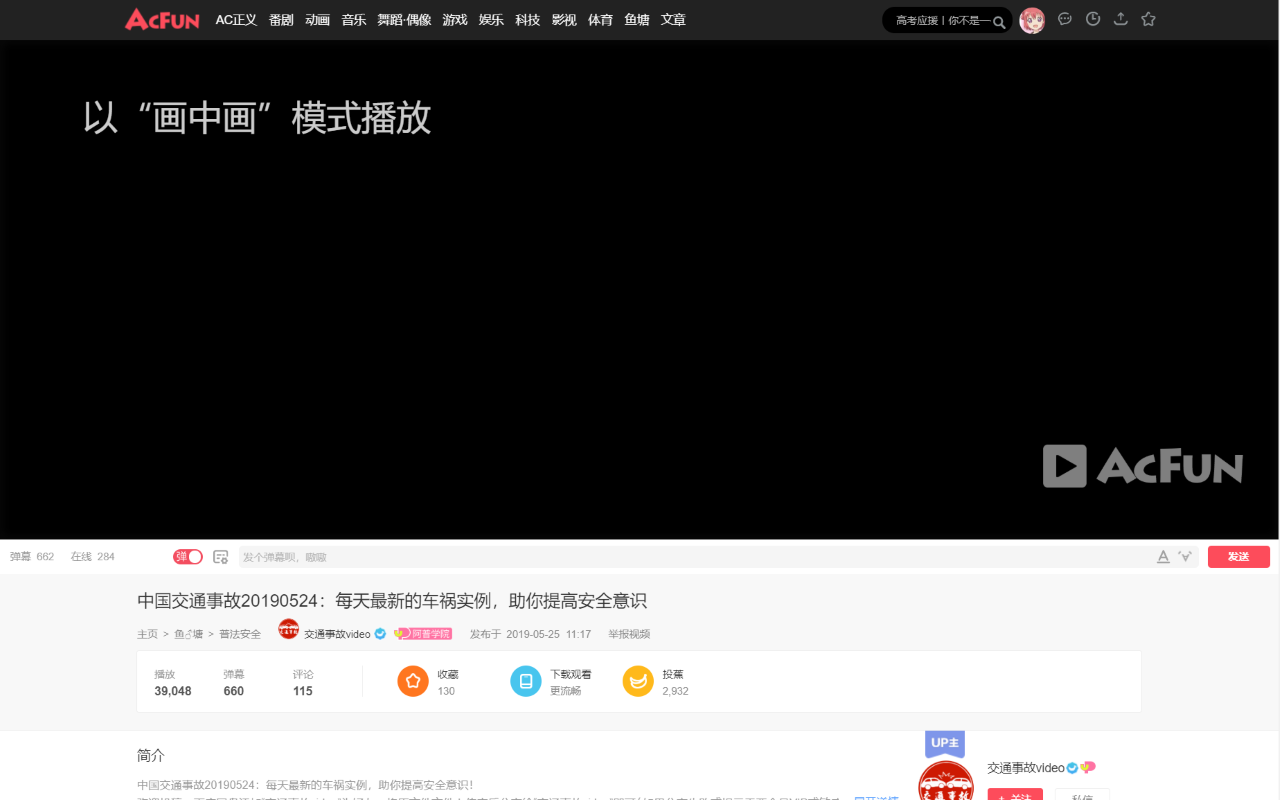 AcFun AC正义 番剧 动画 音乐 舞蹈·偶像 游戏 娱乐 科技 影视 体育 鱼塘 文章 高考应援丨你不是一
以“画中画”模式播放
AcFun
弹幕 662 在线 284 弹 发个弹幕呗，嗷嗷 发送
中国交通事故20190524：每天最新的车祸实例，助你提高安全意识
主页 > 鱼♂塘 > 普法安全 交通事故video 阿普学院 发布于 2019-05-25 11:17 举报视频
播放 弹幕 评论 收藏 下载观看 投蕉
39,048 660 115 130 更流畅 2,932
UP主
简介
交通事故video
中国交通事故20190524：每天最新的车祸实例，助你提高安全意识！